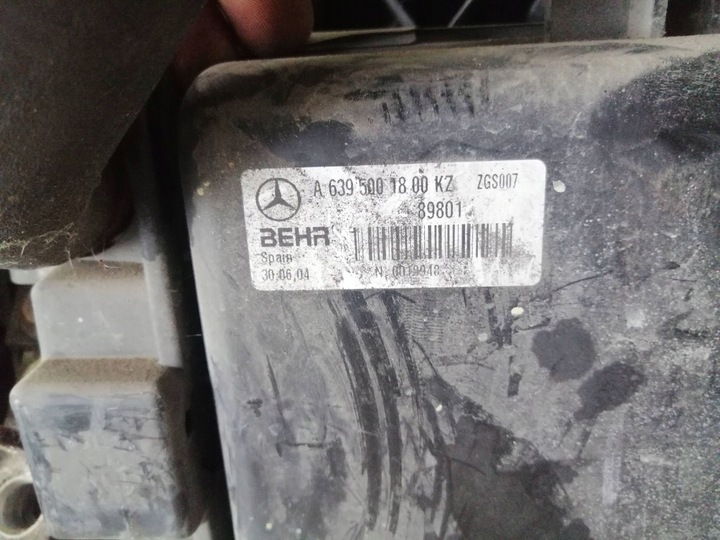 A 639 500 18 00 KZ ZGS007
89801
BEHR
Spain
30.06.04 N: 0019948